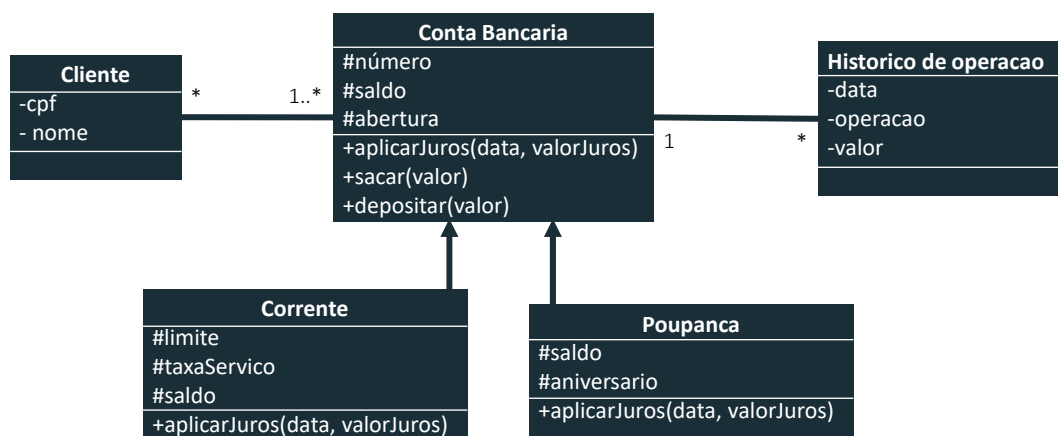 Cliente
-cpf
- nome
*
1..*
Conta Bancaria
#número
#saldo
#abertura
+aplicarJuros(data, valorJuros)
+sacar(valor)
+depositar(valor)
1
*
Historico de operacao
-data
-operacao
-valor
Corrente
#limite
#taxaServico
#saldo
+aplicarJuros(data, valorJuros)
Poupanca
#saldo
#aniversario
+aplicarJuros(data, valorJuros)